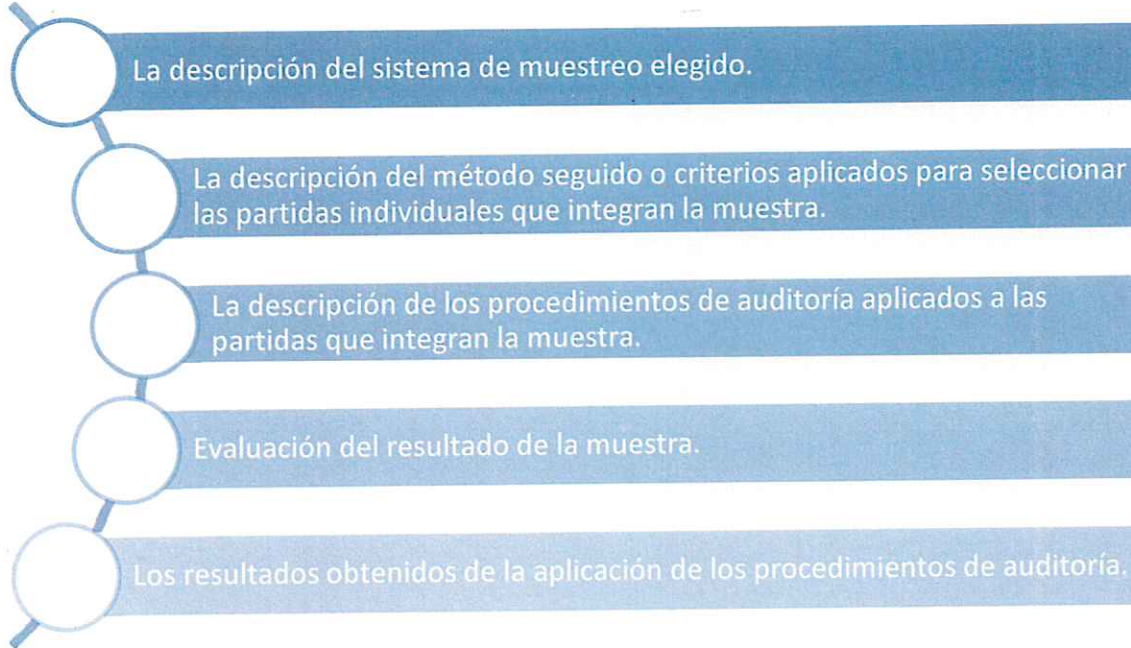 La descripción del sistema de muestreo elegido.
La descripción del método seguido o criterios aplicados para seleccionar
las partidas individuales que integran la muestra.
La descripción de los procedimientos de auditoría aplicados a las
partidas que integran la muestra.
Evaluación del resultado de la muestra.
Los resultados obtenidos de la aplicación de los procedimientos de auditoría.